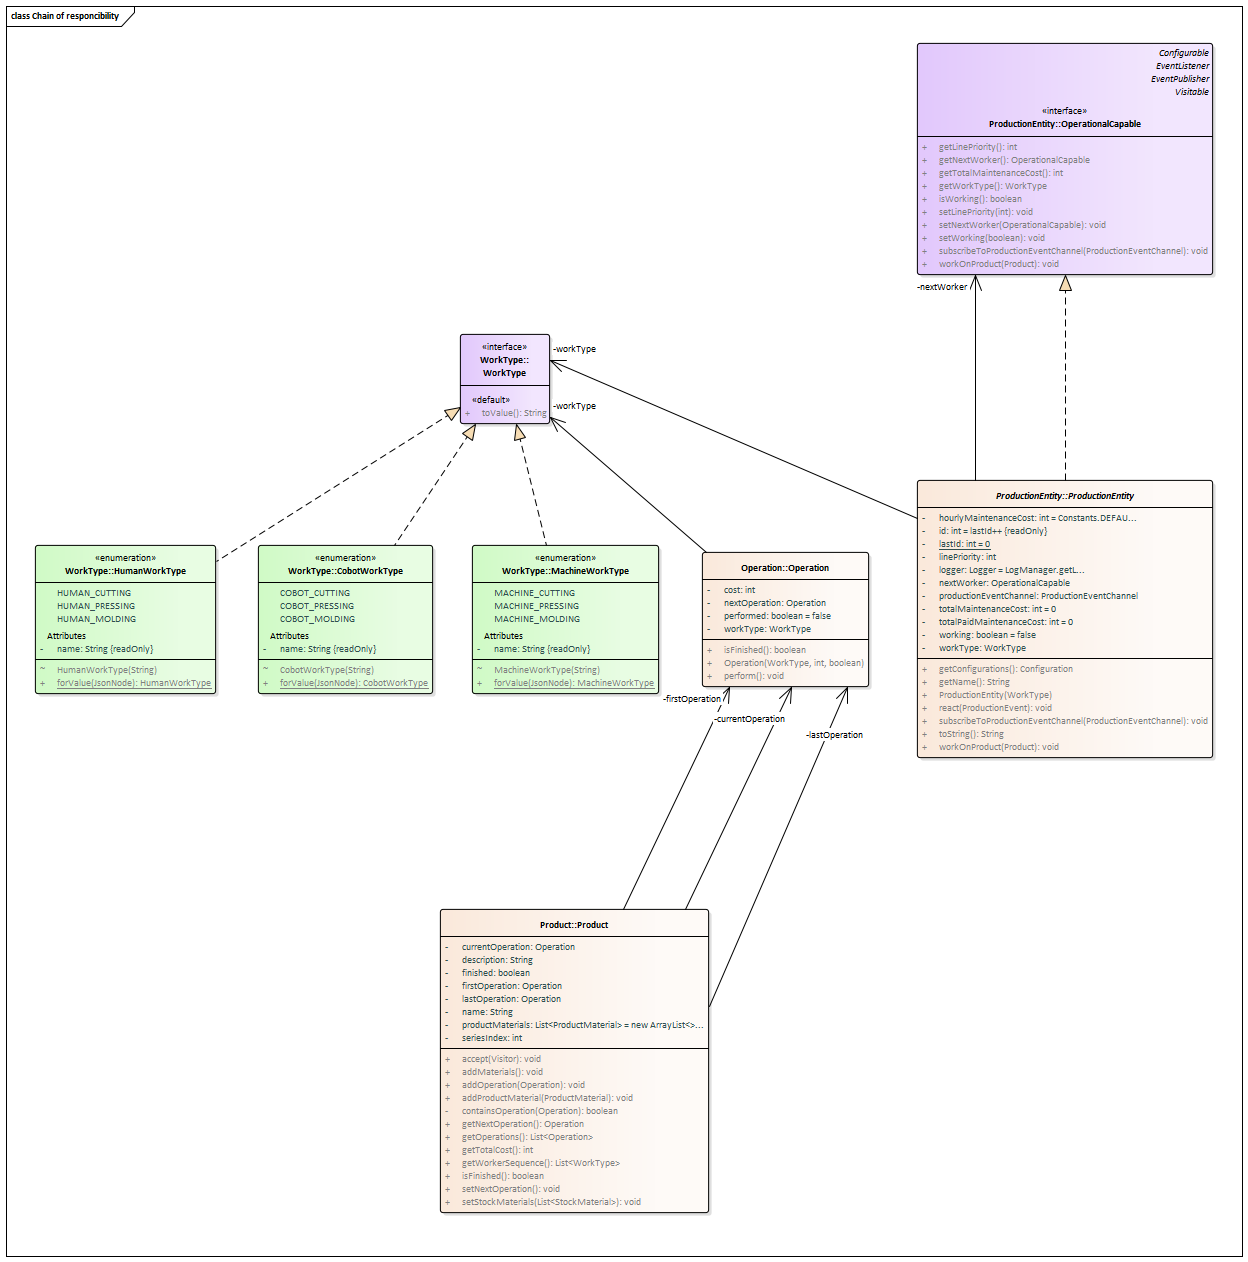 class Chain of responcibility
Configurable
EventListener
EventPublisher
Visitable
«interface»
ProductionEntity::OperationalCapable
+ getLinePriority(): int
+ getNextWorker(): OperationalCapable
+ getTotalMaintenanceCost(): int
+ getWorkType(): WorkType
+ isWorking(): boolean
+ setLinePriority(int): void
+ setNextWorker(OperationalCapable): void
+ setWorking(boolean): void
+ subscribeToProductionEventChannel(ProductionEventChannel): void
+ workOnProduct(Product): void
-nextWorker
«interface»
WorkType::
WorkType
«default»
+ toValue(): String
-workType
-workType
ProductionEntity::ProductionEntity
- hourlyMaintenanceCost: int = Constants.DEFAU...
- id: int = lastId++ {readOnly}
- lastId: int = 0
- linePriority: int
- logger: Logger = LogManager.getL...
- nextWorker: OperationalCapable
- productionEventChannel: ProductionEventChannel
- totalMaintenanceCost: int = 0
- totalPaidMaintenanceCost: int = 0
- working: boolean = false
- workType: WorkType
+ getConfigurations(): Configuration
+ getName(): String
+ ProductionEntity(WorkType)
+ react(ProductionEvent): void
+ subscribeToProductionEventChannel(ProductionEventChannel): void
+ toString(): String
+ workOnProduct(Product): void
«enumeration»
WorkType::HumanWorkType
HUMAN_CUTTING
HUMAN_PRESSING
HUMAN_MOLDING
Attributes
- name: String {readOnly}
~ HumanWorkType(String)
+ forValue(JsonNode): HumanWorkType
«enumeration»
WorkType::CobotWorkType
COBOT_CUTTING
COBOT_PRESSING
COBOT_MOLDING
Attributes
- name: String {readOnly}
~ CobotWorkType(String)
+ forValue(JsonNode): CobotWorkType
«enumeration»
WorkType::MachineWorkType
MACHINE_CUTTING
MACHINE_PRESSING
MACHINE_MOLDING
Attributes
- name: String {readOnly}
~ MachineWorkType(String)
+ forValue(JsonNode): MachineWorkType
Operation::Operation
- cost: int
- nextOperation: Operation
- performed: boolean = false
- workType: WorkType
+ isFinished(): boolean
+ Operation(WorkType, int, boolean)
+ perform(): void
-firstOperation
-currentOperation
-lastOperation
Product::Product
- currentOperation: Operation
- description: String
- finished: boolean
- firstOperation: Operation
- lastOperation: Operation
- name: String
- productMaterials: List<ProductMaterial> = new ArrayList<>...
- seriesIndex: int
+ accept(Visitor): void
+ addMaterials(): void
+ addOperation(Operation): void
+ addProductMaterial(ProductMaterial): void
- containsOperation(Operation): boolean
+ getNextOperation(): Operation
+ getOperations(): List<Operation>
+ getTotalCost(): int
+ getWorkerSequence(): List<WorkType>
+ isFinished(): boolean
+ setNextOperation(): void
+ setStockMaterials(List<StockMaterial>): void